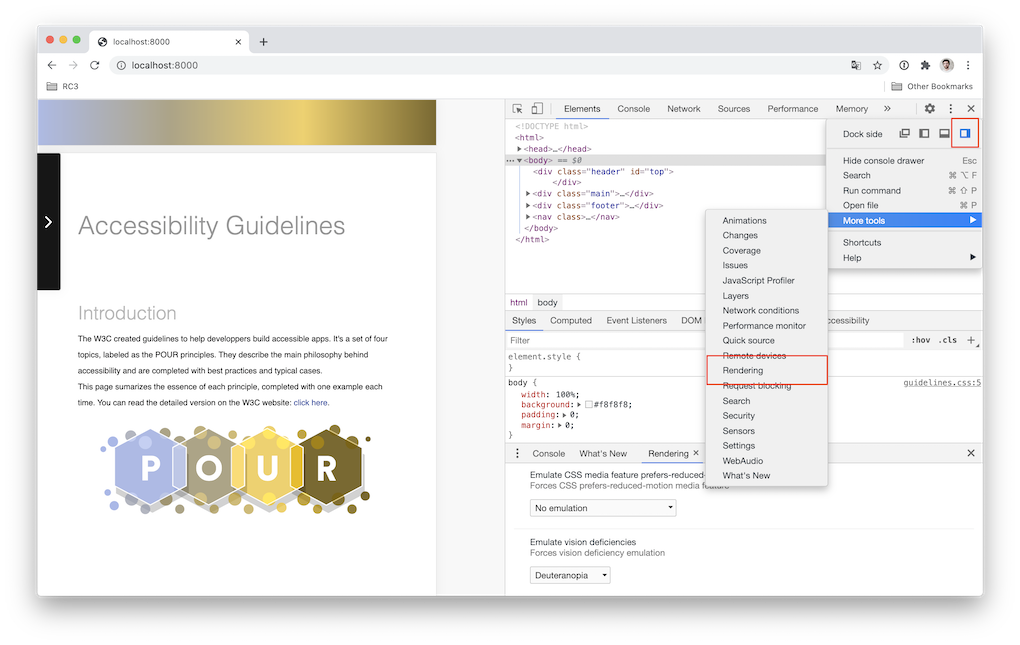 localhost:8000
localhost:8000
RC3
Other Bookmarks
Accessibility Guidelines
Introduction
The W3C created guidelines to help developpers build accessible apps. It's a set of four
topics, labeled as the POUR principles. They describe the main philosophy behind
accessibility and are completed with best practices and typical cases.
This page sumarizes the essence of each principle, completed with one example each
time. You can read the detailed version on the W3C website: click here.
P O U R
Elements Console Network Sources Performance Memory »
<!DOCTYPE html>
<html>
<head>…</head>
<body> == $0
<div class="header" id="top">
</div>
<div class="main">…</div>
<div class="footer">…</div>
<nav class>…</nav>
</body>
</html>
html body
Styles Computed Event Listeners DOM ccessibility
Filter
:hov .cls +
element.style {
}
body {
guidelines.css:5
width: 100%;
background: #f8f8f8;
padding: 0;
margin: 0;
}
Console What's New Rendering ×
Emulate CSS media feature prefers-reduced-
Forces CSS prefers-reduced-motion media feature
No emulation
Emulate vision deficiencies
Forces vision deficiency emulation
Deuteranopia
Dock side
Hide console drawer Esc
Search ⌘ ⌥ F
Run command ⌘ ⇧ P
Open file ⌘ P
More tools
Shortcuts
Help
Animations
Changes
Coverage
Issues
JavaScript Profiler
Layers
Network conditions
Performance monitor
Quick source
Remote devices
Rendering
Request blocking
Search
Security
Sensors
Settings
WebAudio
What's New